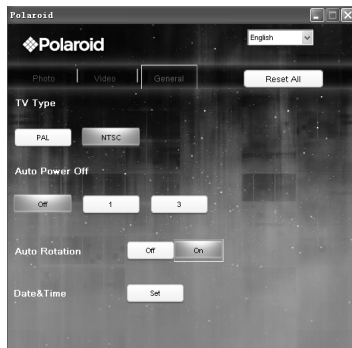 Polaroid
Polaroid
English
Photo Video General
Reset All
TV Type
PAL NTSC
Auto Power Off
Off 1 3
Auto Rotation Off On
Date&Time Set